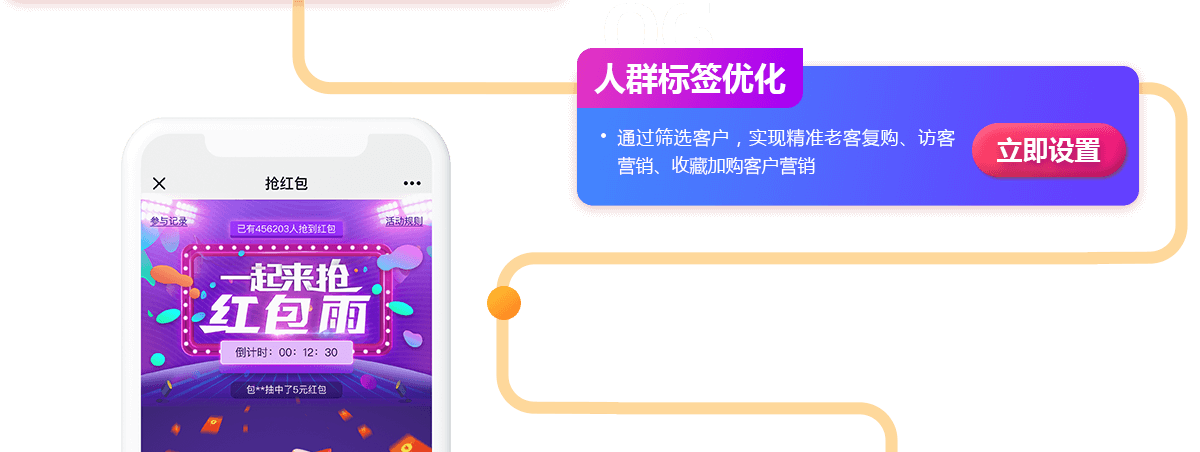 人群标签优化
• 通过筛选客户，实现精准老客复购、访客
营销、收藏加购客户营销
立即设置
抢红包
参与记录
活动规则
已有456203人抢到红包
一起来抢
红包雨
倒计时：00：12：30
包**抽中了5元红包